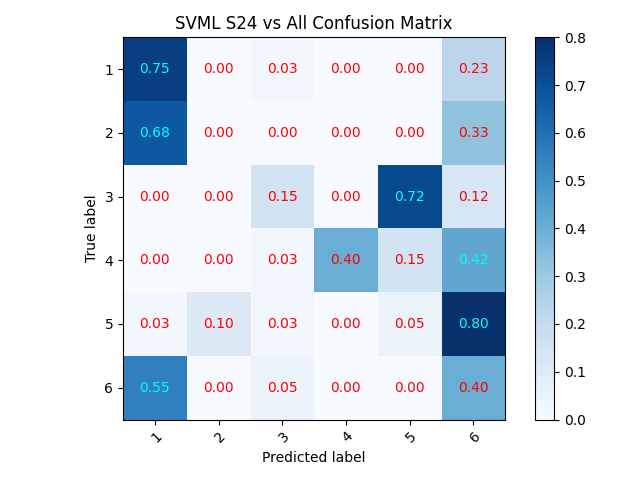 SVML S24 vs All Confusion Matrix
1 0.75 0.00 0.03 0.00 0.00 0.23
2 0.68 0.00 0.00 0.00 0.00 0.33
3 0.00 0.00 0.15 0.00 0.72 0.12
4 0.00 0.00 0.03 0.40 0.15 0.42
5 0.03 0.10 0.03 0.00 0.05 0.80
6 0.55 0.00 0.05 0.00 0.00 0.40
1 2 3 4 5 6
True label
Predicted label
0.8
0.7
0.6
0.5
0.4
0.3
0.2
0.1
0.0